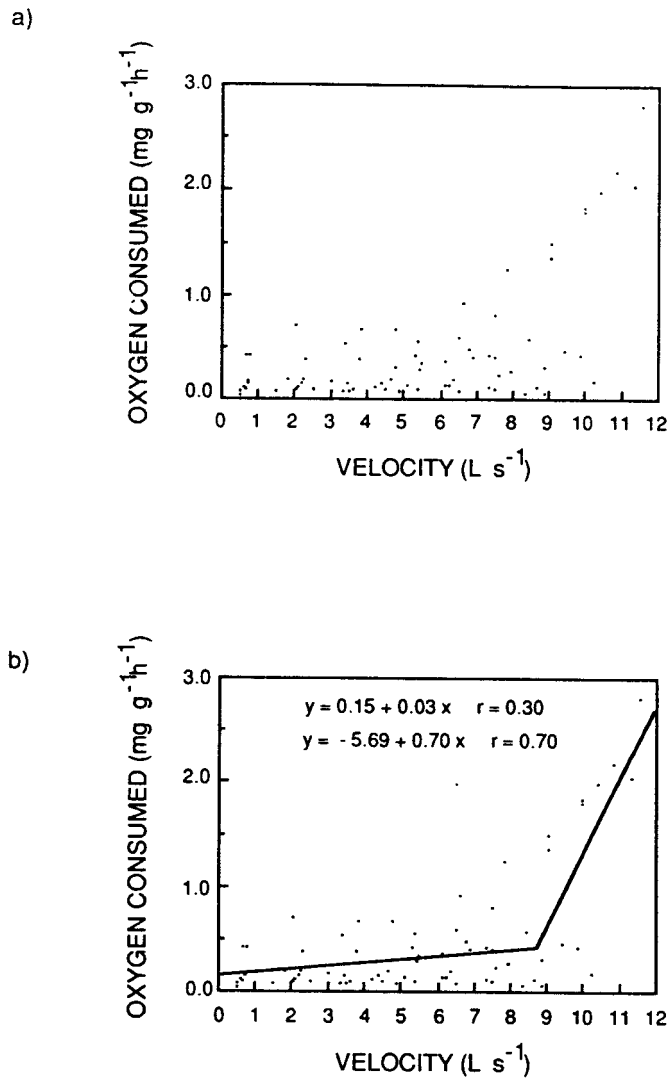 a)
OXYGEN CONSUMED (mg g-1h-1)
3.0
2.0
1.0
0.0
0 1 2 3 4 5 6 7 8 9 10 11 12
VELOCITY (L s-1)
b)
OXYGEN CONSUMED (mg g-1h-1)
3.0
y = 0.15 + 0.03 x r = 0.30
y = - 5.69 + 0.70 x r = 0.70
2.0
1.0
0.0
0 1 2 3 4 5 6 7 8 9 10 11 12
VELOCITY (L s-1)